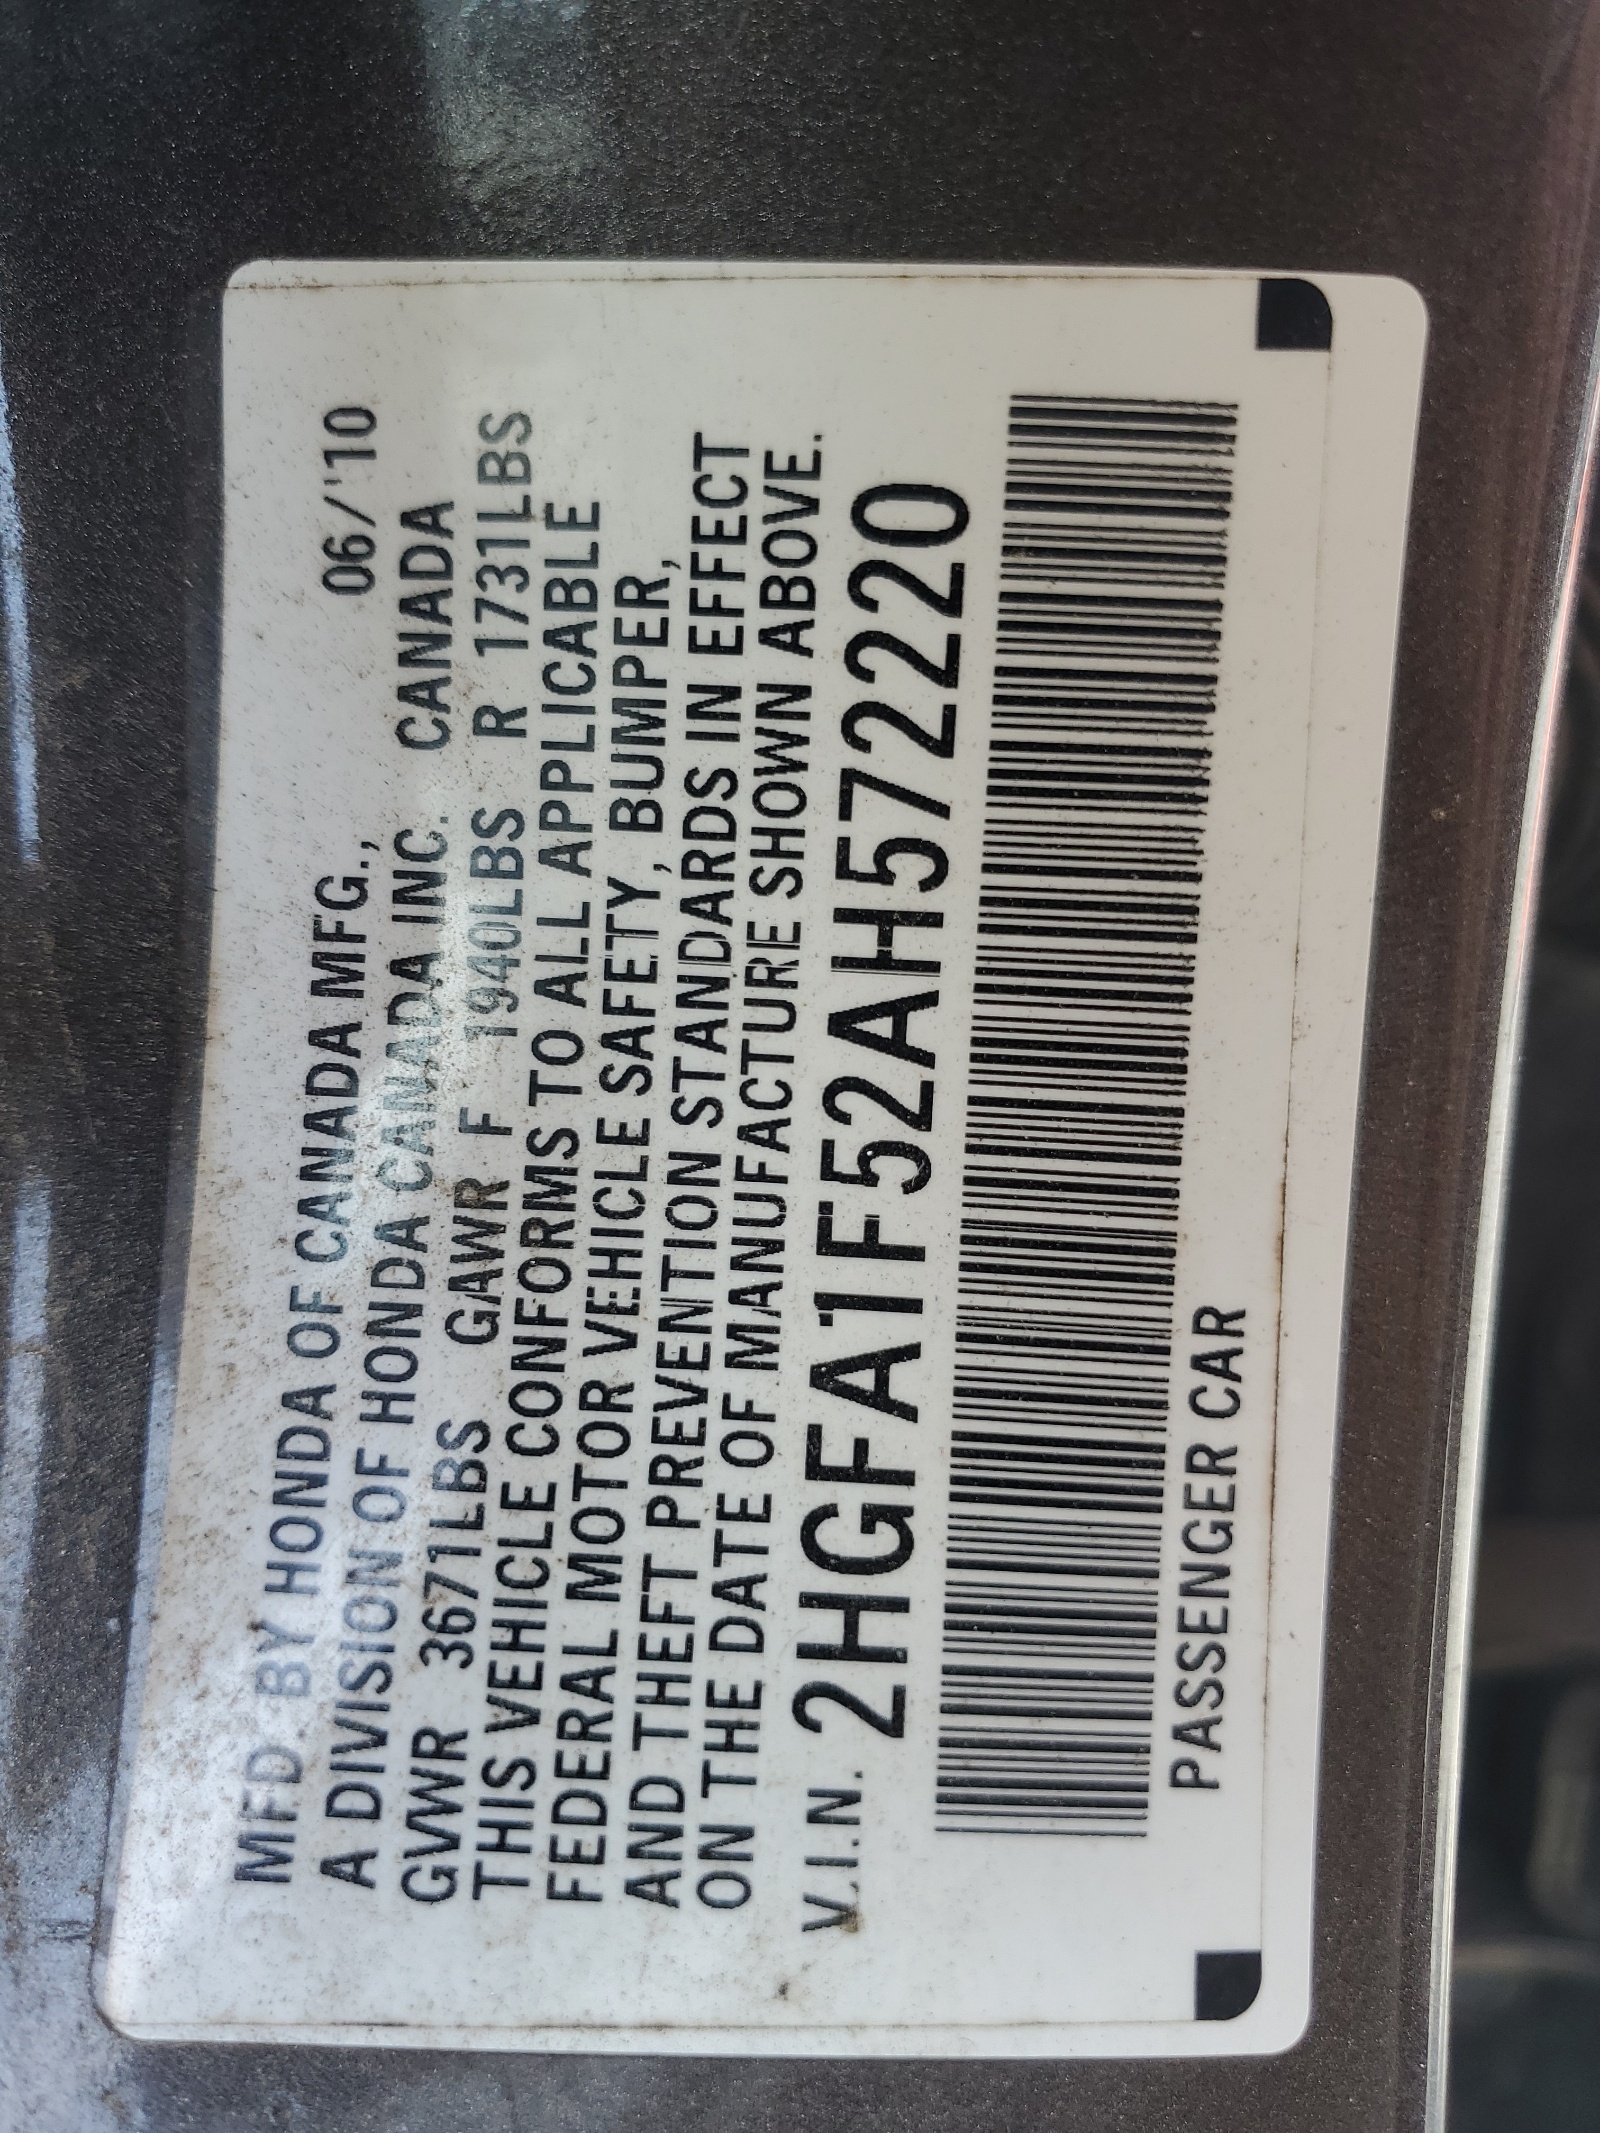 MFD BY HONDA OF CANADA MFG., 06/'10
A DIVISION OF HONDA CANADA INC. CANADA
GVWR 3671LBS GAWR F 1940LBS R 1731LBS
THIS VEHICLE CONFORMS TO ALL APPLICABLE
FEDERAL MOTOR VEHICLE SAFETY, BUMPER,
AND THEFT PREVENTION STANDARDS IN EFFECT
ON THE DATE OF MANUFACTURE SHOWN ABOVE.
V.I.N. 2HGFA1F52AH572220
PASSENGER CAR